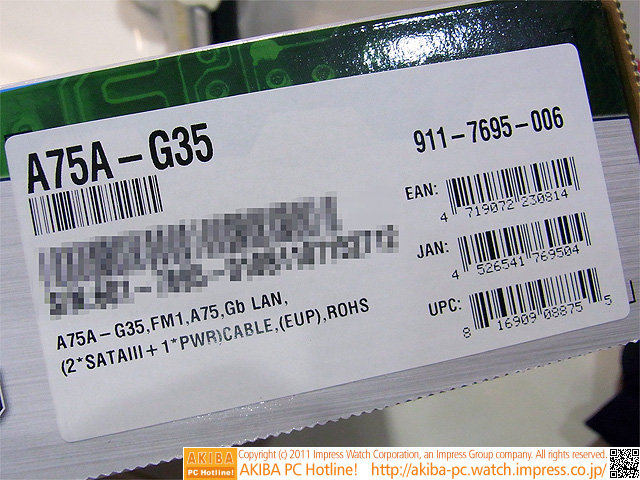 A75A-G35
911-7695-006
EAN:
4 719072 230814
JAN:
4 526541 769504
UPC:
8 16909 08875 5
A75A-G35,FM1,A75,Gb LAN,
(2*SATAIII+1*PWR)CABLE,(EUP),ROHS
AKIBA
PC Hotline!
Copyright (c) 2011 Impress Watch Corporation, an Impress Group company. All rights reserved.
AKIBA PC Hotline! http://akiba-pc.watch.impress.co.jp/